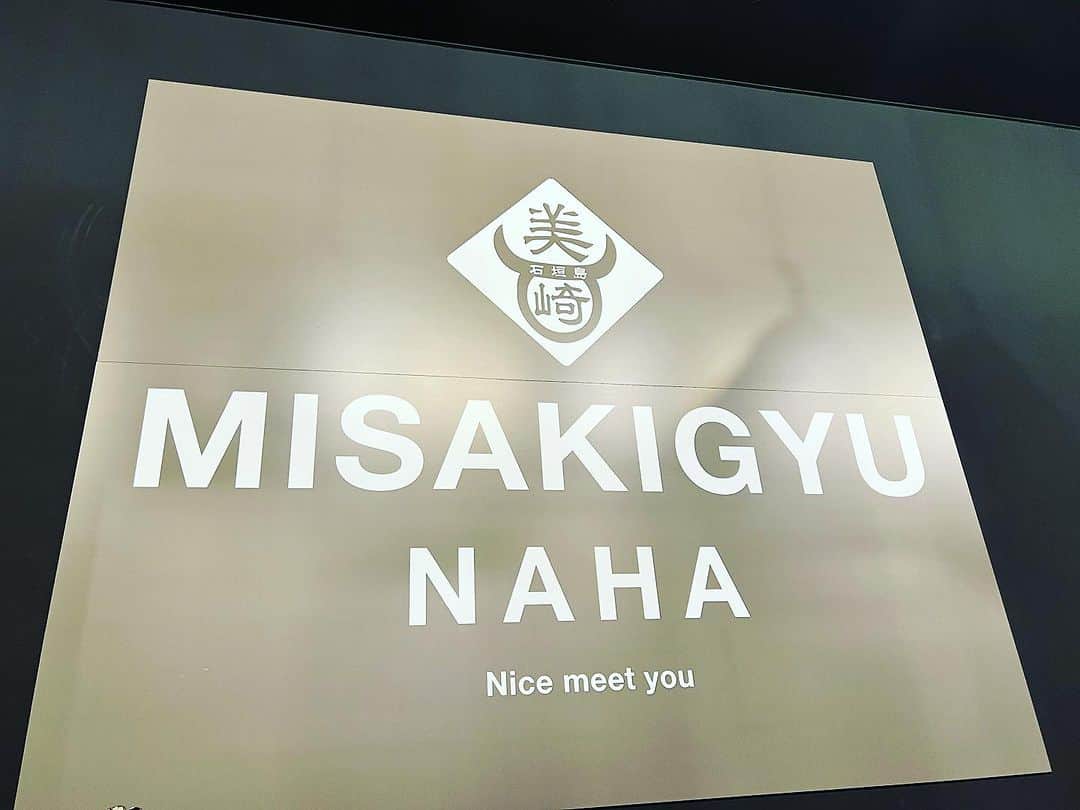 美
石垣島
崎
MISAKIGYU
NAHA
Nice meet you